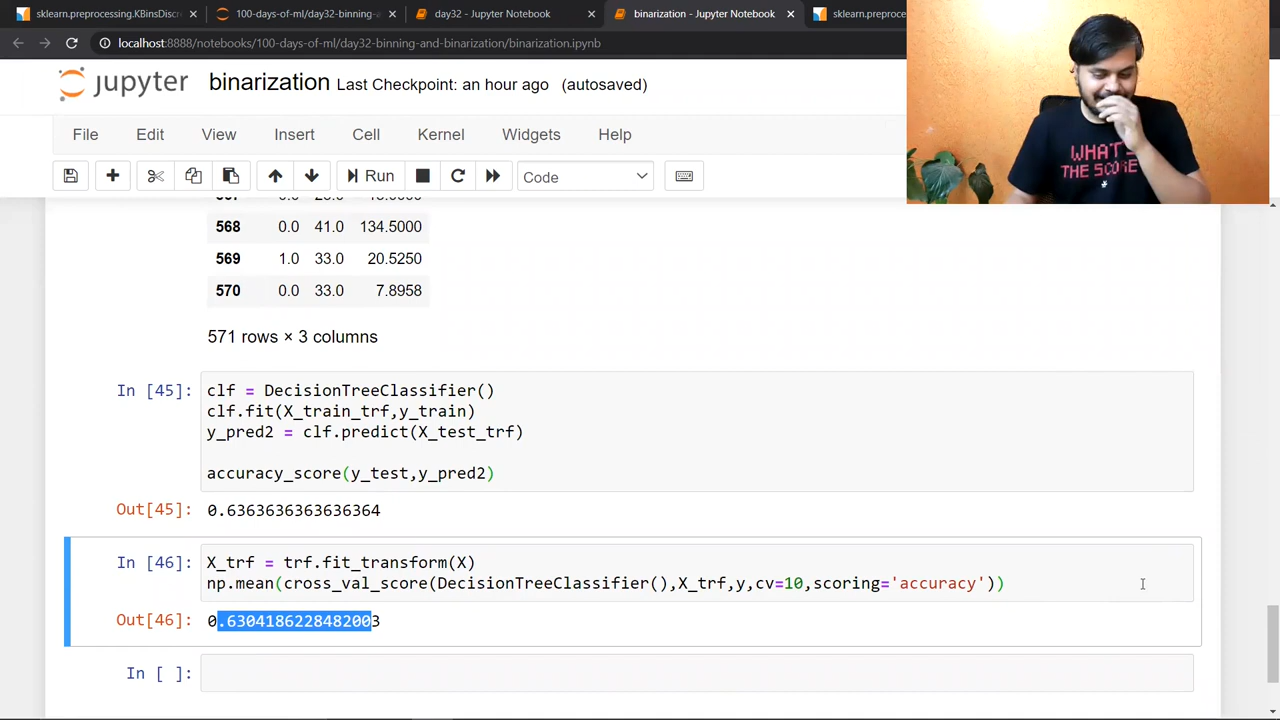 sklearn.preprocessing.KBinsDiscr
100-days-of-ml/day32-binning-a
day32 - Jupyter Notebook
binarization - Jupyter Notebook
sklearn.preproce
localhost:8888/notebooks/100-days-of-ml/day32-binning-and-binarization/binarization.ipynb
jupyter binarization Last Checkpoint: an hour ago (autosaved)
File Edit View Insert Cell Kernel Widgets Help
Run Code
WHAT'S
THE SCORE
568 0.0 41.0 134.5000
569 1.0 33.0 20.5250
570 0.0 33.0 7.8958
571 rows × 3 columns
In [45]: clf = DecisionTreeClassifier()
clf.fit(X_train_trf,y_train)
y_pred2 = clf.predict(X_test_trf)
accuracy_score(y_test,y_pred2)
Out[45]: 0.6363636363636364
In [46]: X_trf = trf.fit_transform(X)
np.mean(cross_val_score(DecisionTreeClassifier(),X_trf,y,cv=10,scoring='accuracy'))
Out[46]: 0.6304186228482003
In [ ]: